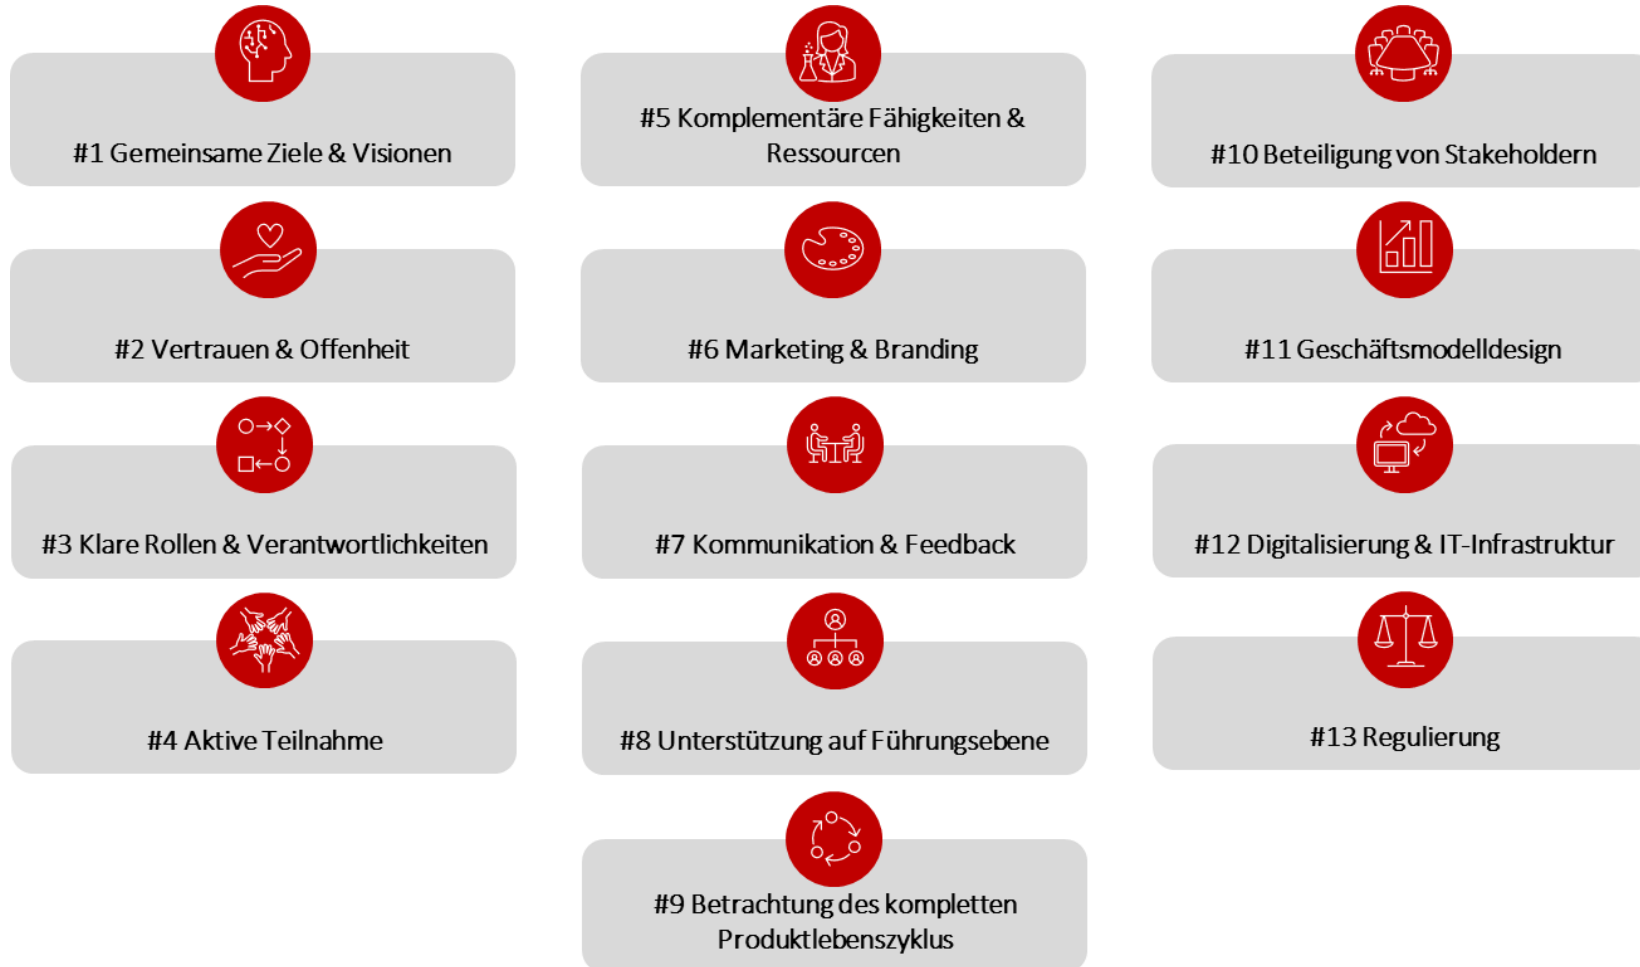 #1 Gemeinsame Ziele & Visionen
#2 Vertrauen & Offenheit
#3 Klare Rollen & Verantwortlichkeiten
#4 Aktive Teilnahme
#5 Komplementäre Fähigkeiten &
Ressourcen
#6 Marketing & Branding
#7 Kommunikation & Feedback
#8 Unterstützung auf Führungsebene
#9 Betrachtung des kompletten
Produktlebenszyklus
#10 Beteiligung von Stakeholdern
#11 Geschäftsmodelldesign
#12 Digitalisierung & IT-Infrastruktur
#13 Regulierung